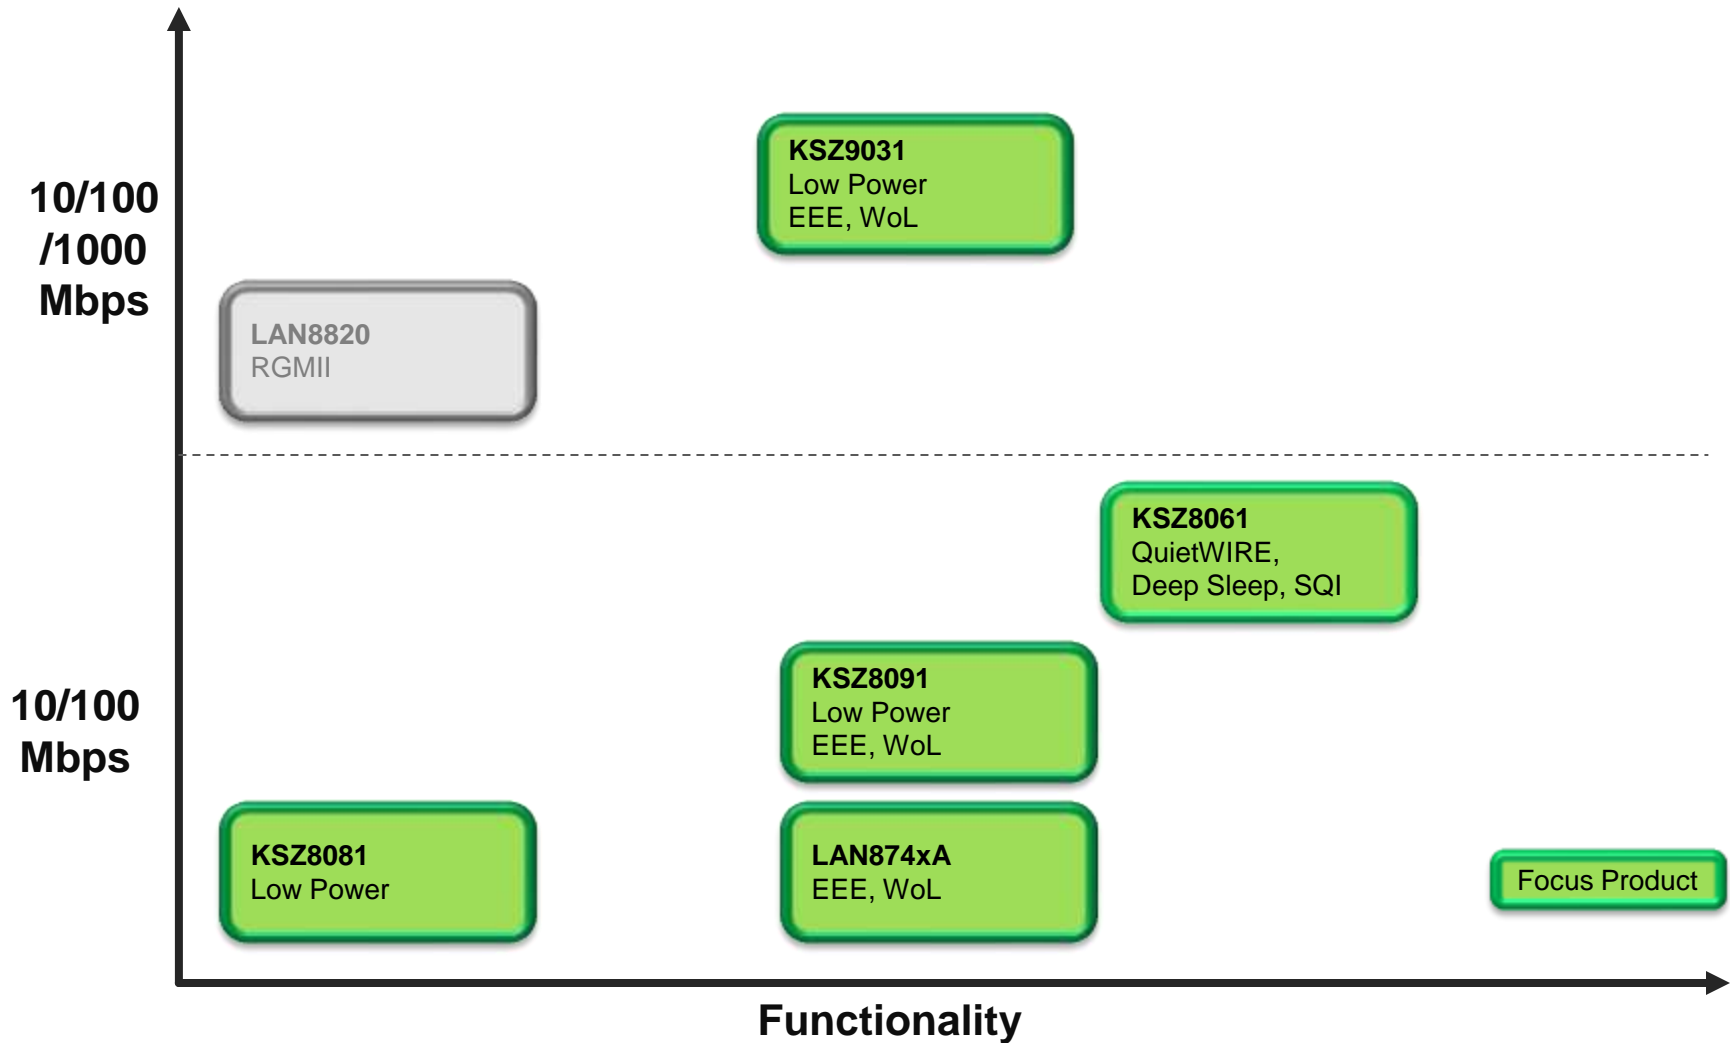 10/100
/1000
Mbps
KSZ9031
Low Power
EEE, WoL
LAN8820
RGMII
10/100
Mbps
KSZ8061
QuietWIRE,
Deep Sleep, SQI
KSZ8091
Low Power
EEE, WoL
KSZ8081
Low Power
LAN874xA
EEE, WoL
Focus Product
Functionality